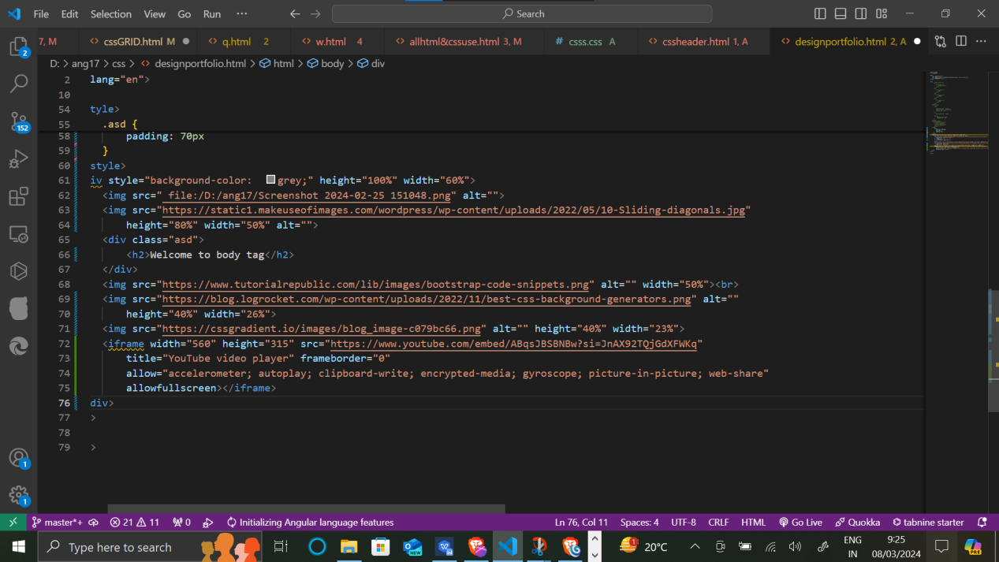 File Edit Selection View Go Run ··· Search
7, M cssGRID.html M q.html 2 w.html 4 allhtml&cssuse.html 3, M # csss.css A cssheader.html 1, A designportfolio.html 2, A
D: > ang17 > css > designportfolio.html > html > body > div
2 lang="en">
10
54 tyle>
55 .asd {
58 padding: 70px
59 }
60 style>
61 iv style="background-color: grey;" height="100%" width="60%">
62 <img src=" file:/D:/ang17/Screenshot 2024-02-25 151048.png" alt="">
63 <img src="https://static1.makeuseofimages.com/wordpress/wp-content/uploads/2022/05/10-Sliding-diagonals.jpg"
64 height="80%" width="50%" alt="">
65 <div class="asd">
66 <h2>Welcome to body tag</h2>
67 </div>
68 <img src="https://www.tutorialrepublic.com/lib/images/bootstrap-code-snippets.png" alt="" width="50%"><br>
69 <img src="https://blog.logrocket.com/wp-content/uploads/2022/11/best-css-background-generators.png" alt=""
70 height="40%" width="26%">
71 <img src="https://cssgradient.io/images/blog_image-c079bc66.png" alt="" height="40%" width="23%">
72 <iframe width="560" height="315" src="https://www.youtube.com/embed/ABqsJBSBNBw?si=JnAX92TQjGdXFWKq"
73 title="YouTube video player" frameborder="0"
74 allow="accelerometer; autoplay; clipboard-write; encrypted-media; gyroscope; picture-in-picture; web-share"
75 allowfullscreen></iframe>
76 div>
77 >
78
79 >
2
152
1
1
master*+ 21 11 0 Initializing Angular language features Ln 76, Col 11 Spaces: 4 UTF-8 CRLF HTML Go Live Quokka tabnine starter
Type here to search NEW 20°C ENG IN 9:25 08/03/2024 PRE